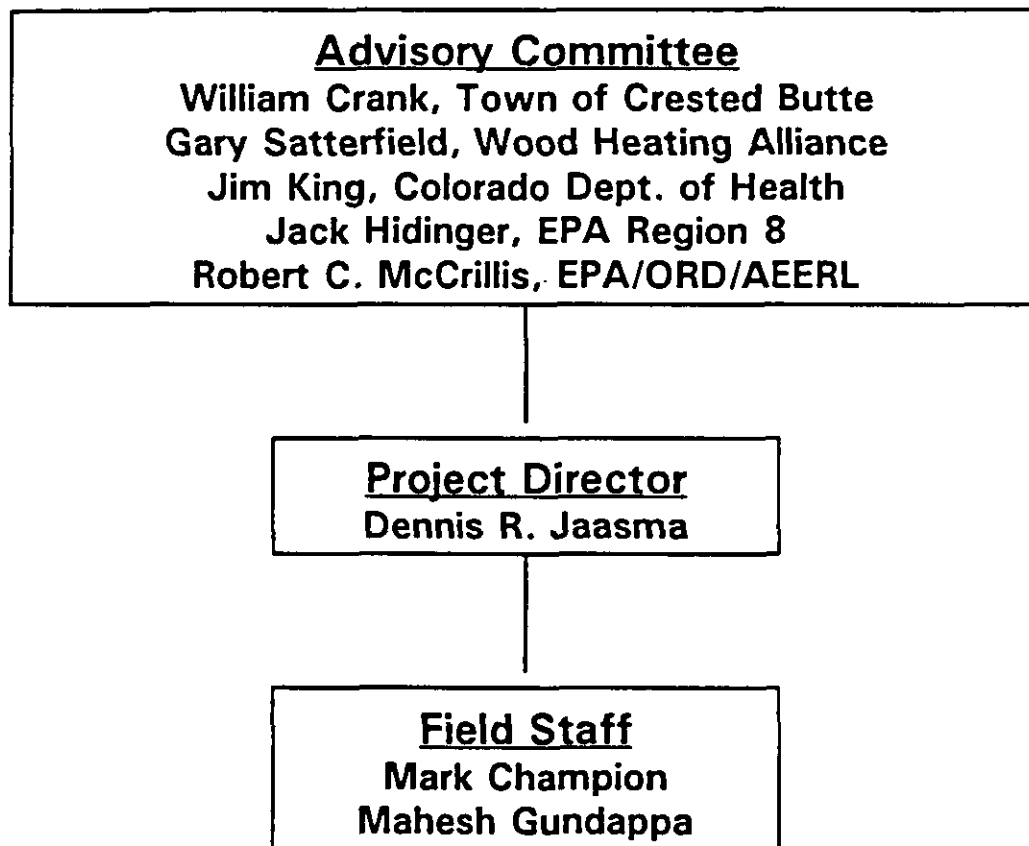 Advisory Committee
William Crank, Town of Crested Butte
Gary Satterfield, Wood Heating Alliance
Jim King, Colorado Dept. of Health
Jack Hidinger, EPA Region 8
Robert C. McCrillis, EPA/ORD/AEERL
Project Director
Dennis R. Jaasma
Field Staff
Mark Champion
Mahesh Gundappa